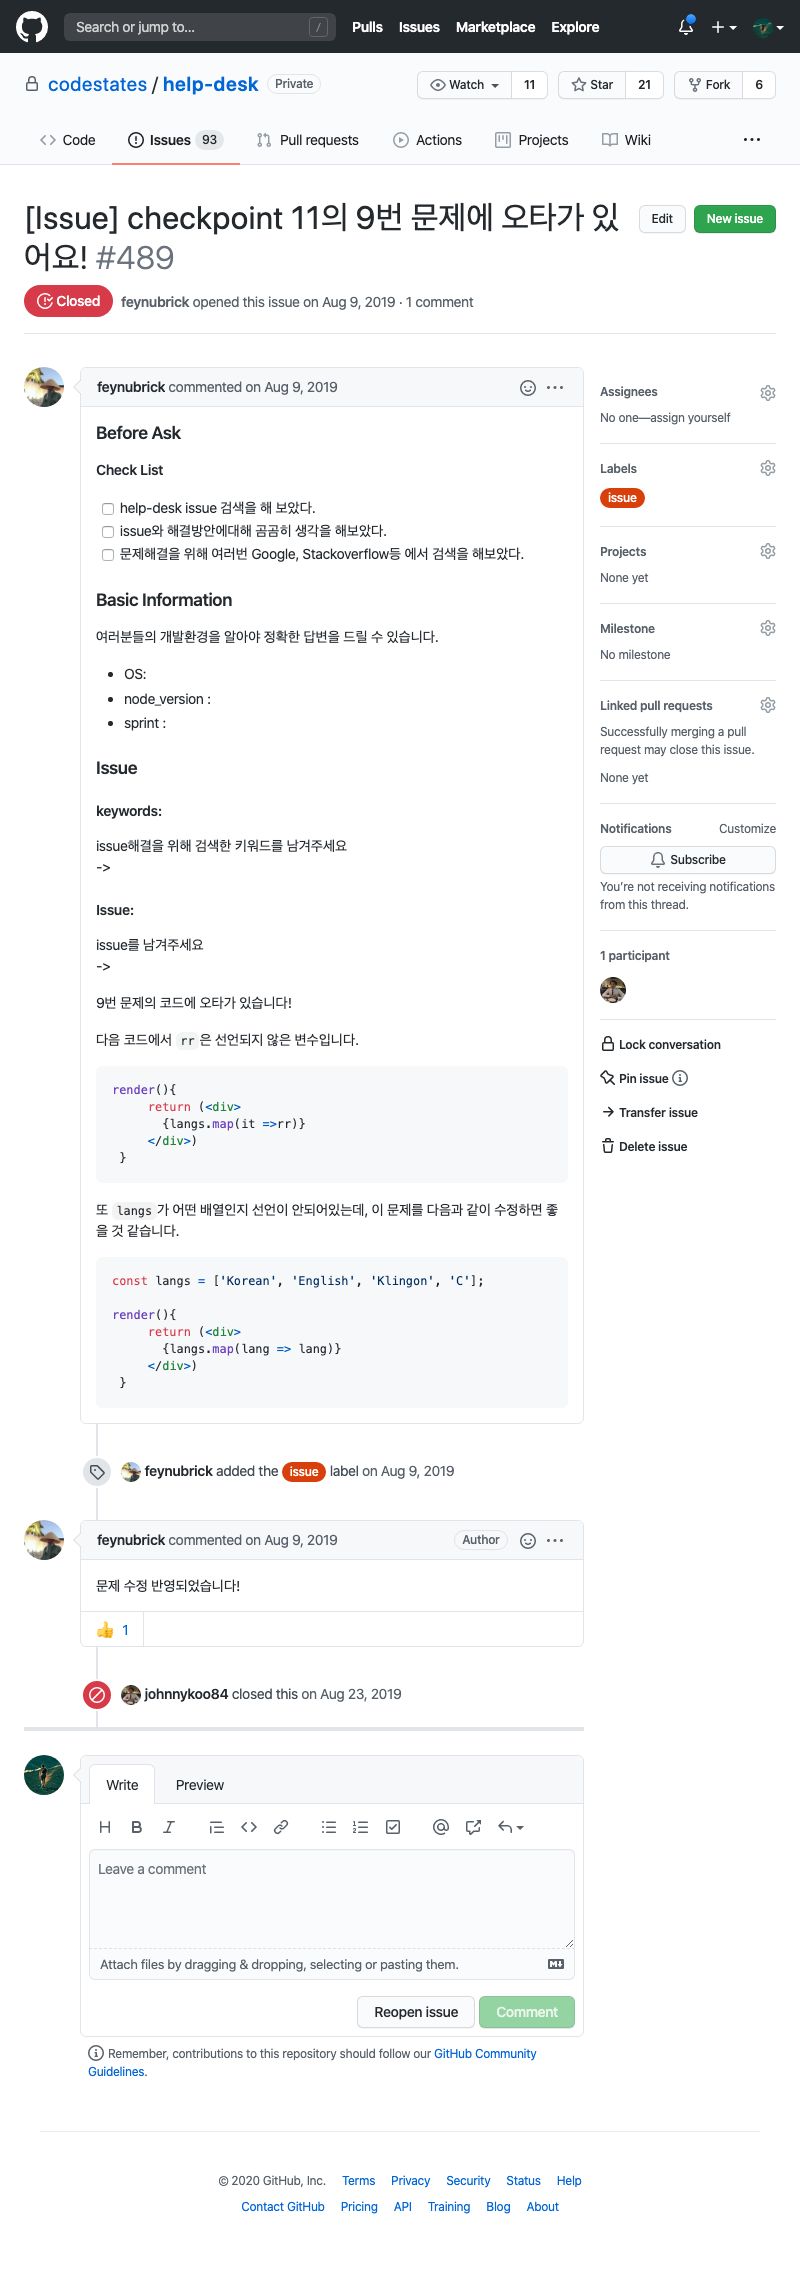 Search or jump to... /
Pulls Issues Marketplace Explore
codestates / help-desk Private
Watch 11 Star 21 Fork 6
Code Issues 93 Pull requests Actions Projects Wiki ...
[Issue] checkpoint 11의 9번 문제에 오타가 있
어요! #489
Edit New issue
Closed feynubrick opened this issue on Aug 9, 2019 · 1 comment
feynubrick commented on Aug 9, 2019
Before Ask
Check List
help-desk issue 검색을 해 보았다.
issue와 해결방안에대해 곰곰히 생각을 해보았다.
문제해결을 위해 여러번 Google, Stackoverflow등 에서 검색을 해보았다.
Basic Information
여러분들의 개발환경을 알아야 정확한 답변을 드릴 수 있습니다.
• OS:
• node_version :
• sprint :
Issue
keywords:
issue해결을 위해 검색한 키워드를 남겨주세요
->
Issue:
issue를 남겨주세요
->
9번 문제의 코드에 오타가 있습니다!
다음 코드에서 rr 은 선언되지 않은 변수입니다.
render(){
return (<div>
{langs.map(it =>rr)}
</div>)
}
또 langs 가 어떤 배열인지 선언이 안되어있는데, 이 문제를 다음과 같이 수정하면 좋
을 것 같습니다.
const langs = ['Korean', 'English', 'Klingon', 'C'];
render(){
return (<div>
{langs.map(lang => lang)}
</div>)
}
feynubrick added the issue label on Aug 9, 2019
feynubrick commented on Aug 9, 2019 Author
문제 수정 반영되었습니다!
👍 1
johnnykoo84 closed this on Aug 23, 2019
Assignees
No one—assign yourself
Labels
issue
Projects
None yet
Milestone
No milestone
Linked pull requests
Successfully merging a pull
request may close this issue.
None yet
Notifications Customize
Subscribe
You're not receiving notifications
from this thread.
1 participant
Lock conversation
Pin issue
Transfer issue
Delete issue
Write Preview
H B I
Leave a comment
Attach files by dragging & dropping, selecting or pasting them.
Reopen issue Comment
Remember, contributions to this repository should follow our GitHub Community
Guidelines.
© 2020 GitHub, Inc. Terms Privacy Security Status Help
Contact GitHub Pricing API Training Blog About